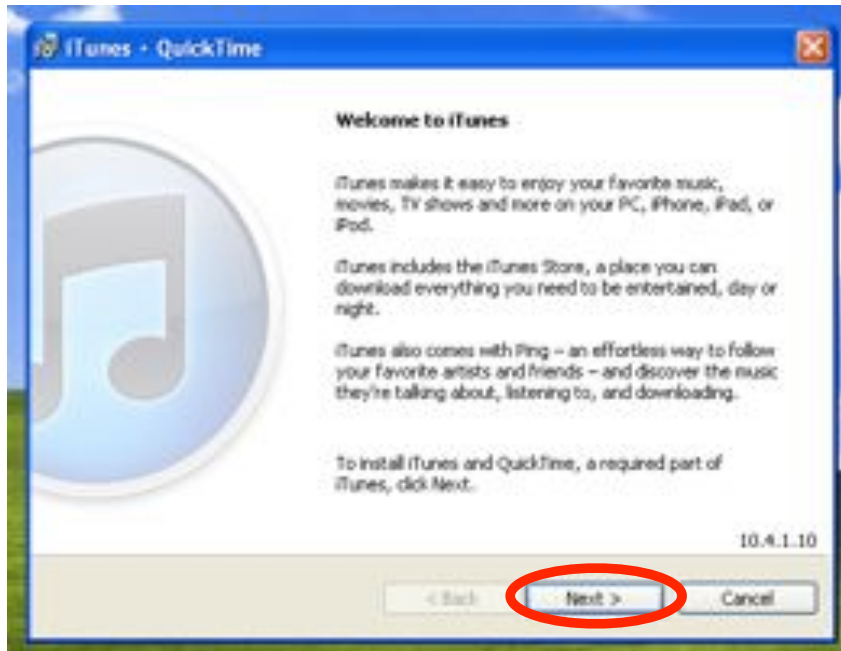 iTunes + QuickTime
Welcome to iTunes
iTunes makes it easy to enjoy your favorite music,
movies, TV shows and more on your PC, iPhone, iPad, or
iPod.
iTunes includes the iTunes Store, a place you can
download everything you need to be entertained, day or
night.
iTunes also comes with Ping – an effortless way to follow
your favorite artists and friends – and discover the music
they're talking about, listening to, and downloading.
To install iTunes and QuickTime, a required part of
iTunes, click Next.
10.4.1.10
< Back Next > Cancel